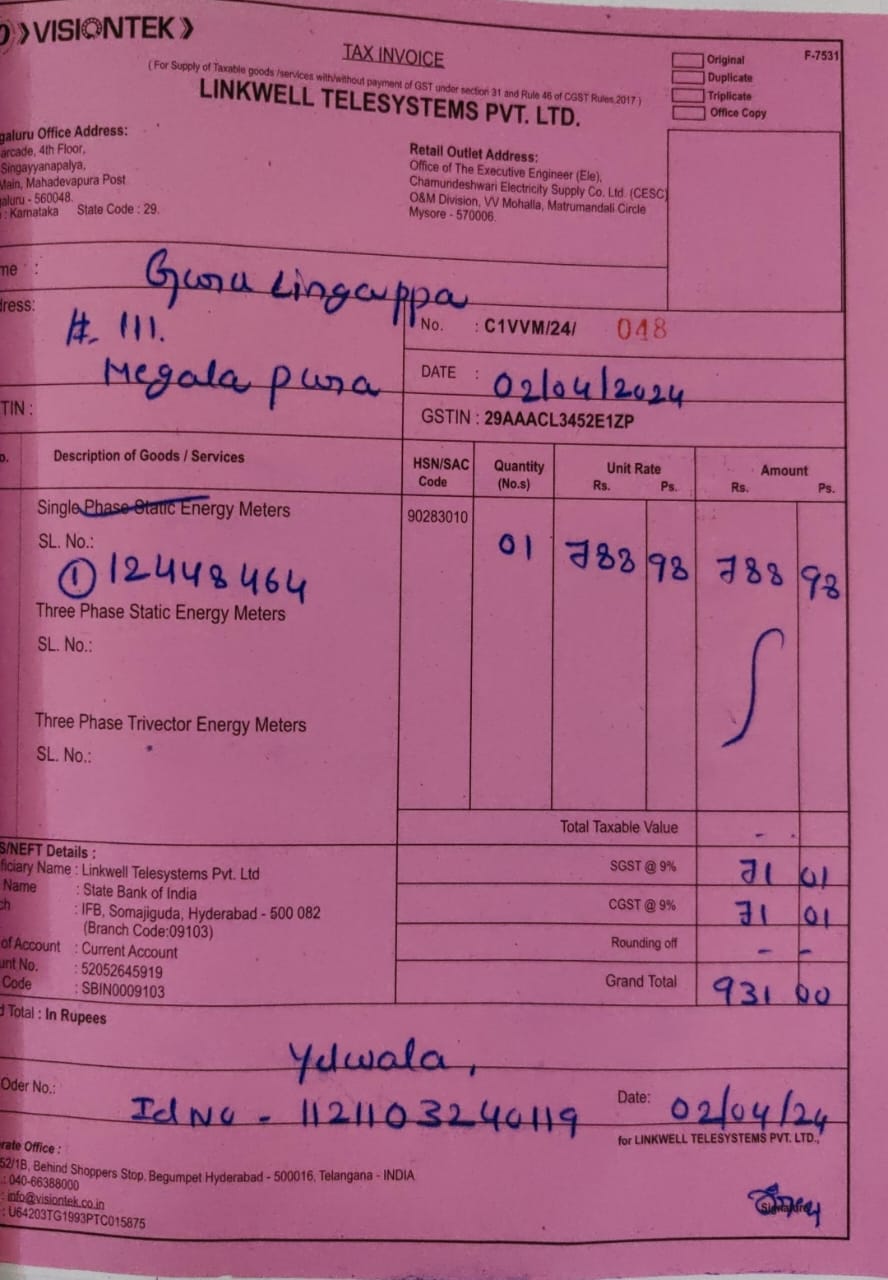 VISIONTEK
TAX INVOICE
(For Supply of Taxable goods /services with/without payment of GST under section 31 and Rule 46 of CGST Rules,2017)
LINKWELL TELESYSTEMS PVT. LTD.
F-7531
Original
Duplicate
Triplicate
Office Copy
galuru Office Address:
arcade, 4th Floor,
Singayyanapalya,
Main, Mahadevapura Post
galuru - 560048.
: Karnataka State Code : 29.
Retail Outlet Address:
Office of The Executive Engineer (Ele),
Chamundeshwari Electricity Supply Co. Ltd. (CESC)
O&M Division, VV Mohalla, Matrumandali Circle
Mysore - 570006.
me : Guru Lingappa
dress:
#. 111.
Megala pura
TIN :
No. : C1VVM/24/ 048
DATE : 02/04/2024
GSTIN : 29AAACL3452E1ZP
o. Description of Goods / Services HSN/SAC Code Quantity (No.s) Unit Rate Rs. Ps. Amount Rs. Ps.
Single Phase Static Energy Meters 90283010
SL. No.: 01 788 98 788 98
① 12448464
Three Phase Static Energy Meters
SL. No.:
Three Phase Trivector Energy Meters
SL. No.:
Total Taxable Value - .
SGST @ 9% 71 01
CGST @ 9% 71 01
Rounding off - -
Grand Total 931 00
S/NEFT Details :
ficiary Name : Linkwell Telesystems Pvt. Ltd
Name : State Bank of India
ch : IFB, Somajiguda, Hyderabad - 500 082
(Branch Code:09103)
of Account : Current Account
unt No. : 52052645919
Code : SBIN0009103
d Total : In Rupees
Yelwala,
Oder No.:
Id No - 1121103240119
Date: 02/04/24
for LINKWELL TELESYSTEMS PVT. LTD.,
rate Office :
52/1B, Behind Shoppers Stop, Begumpet Hyderabad - 500016, Telangana - INDIA
.: 040-66388000
: info@visiontek.co.in
: U64203TG1993PTC015875